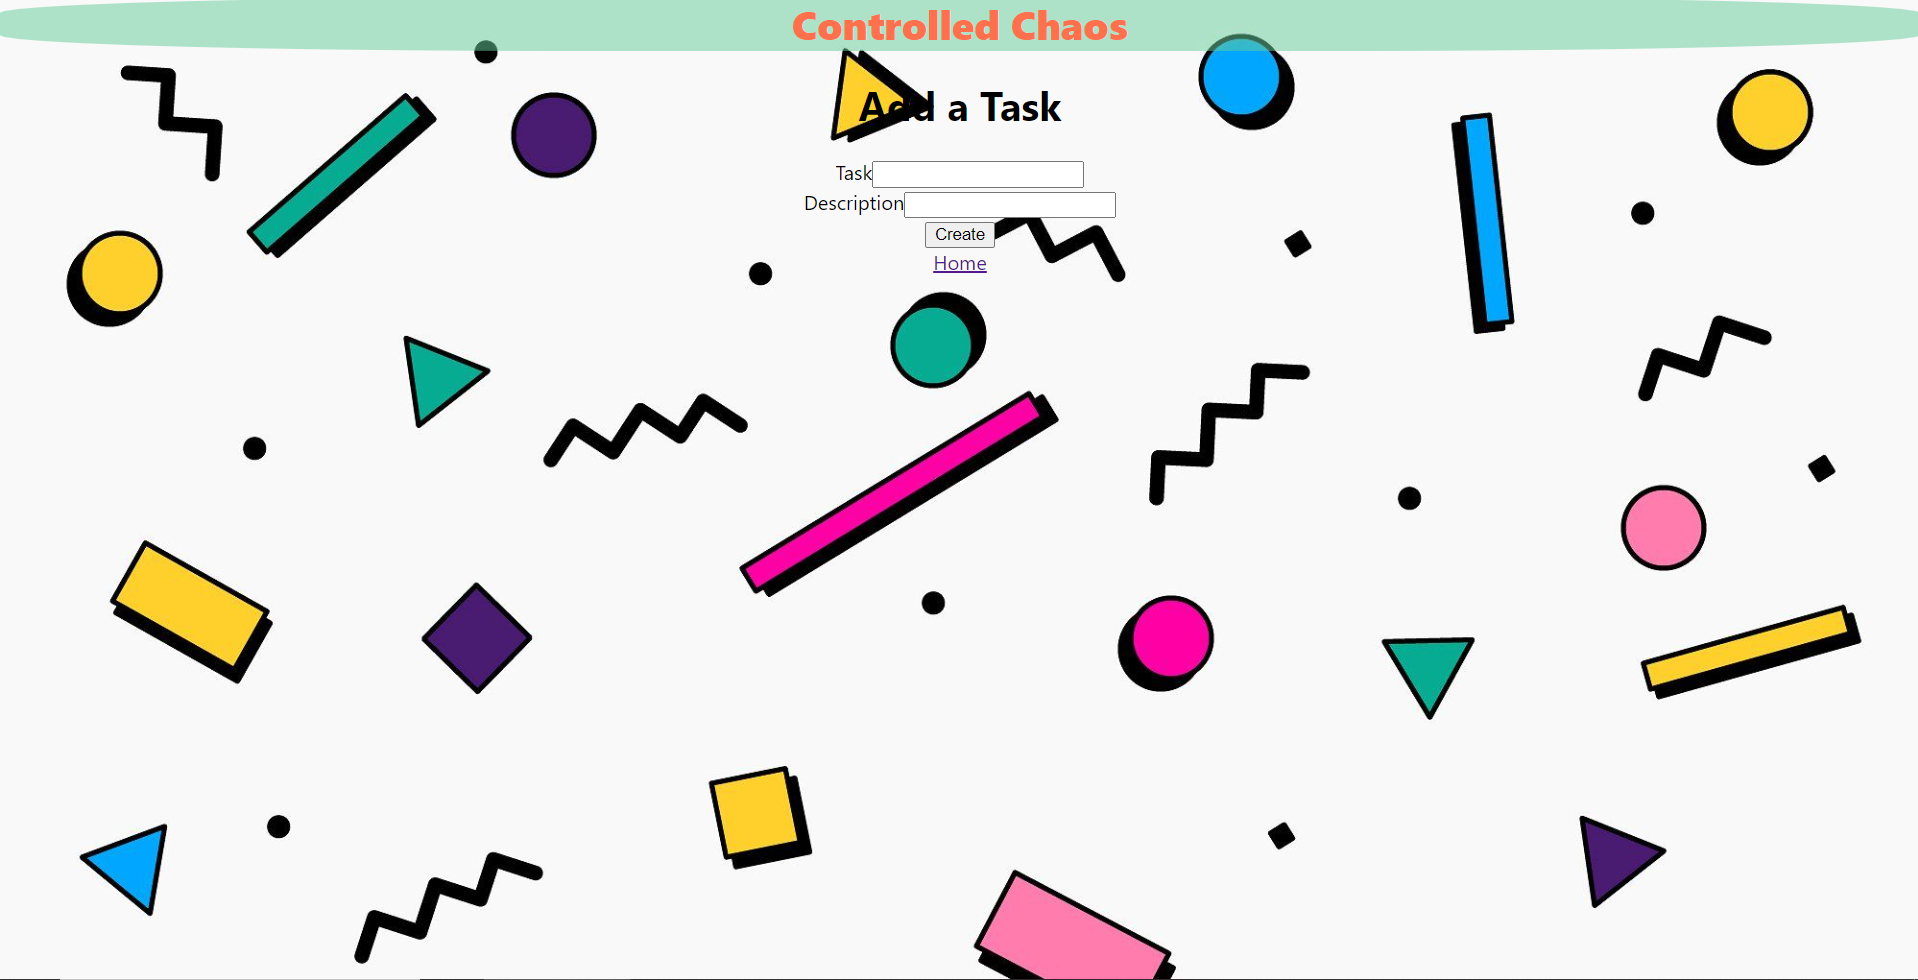 Controlled Chaos
Add a Task
Task
Description
Create
Home